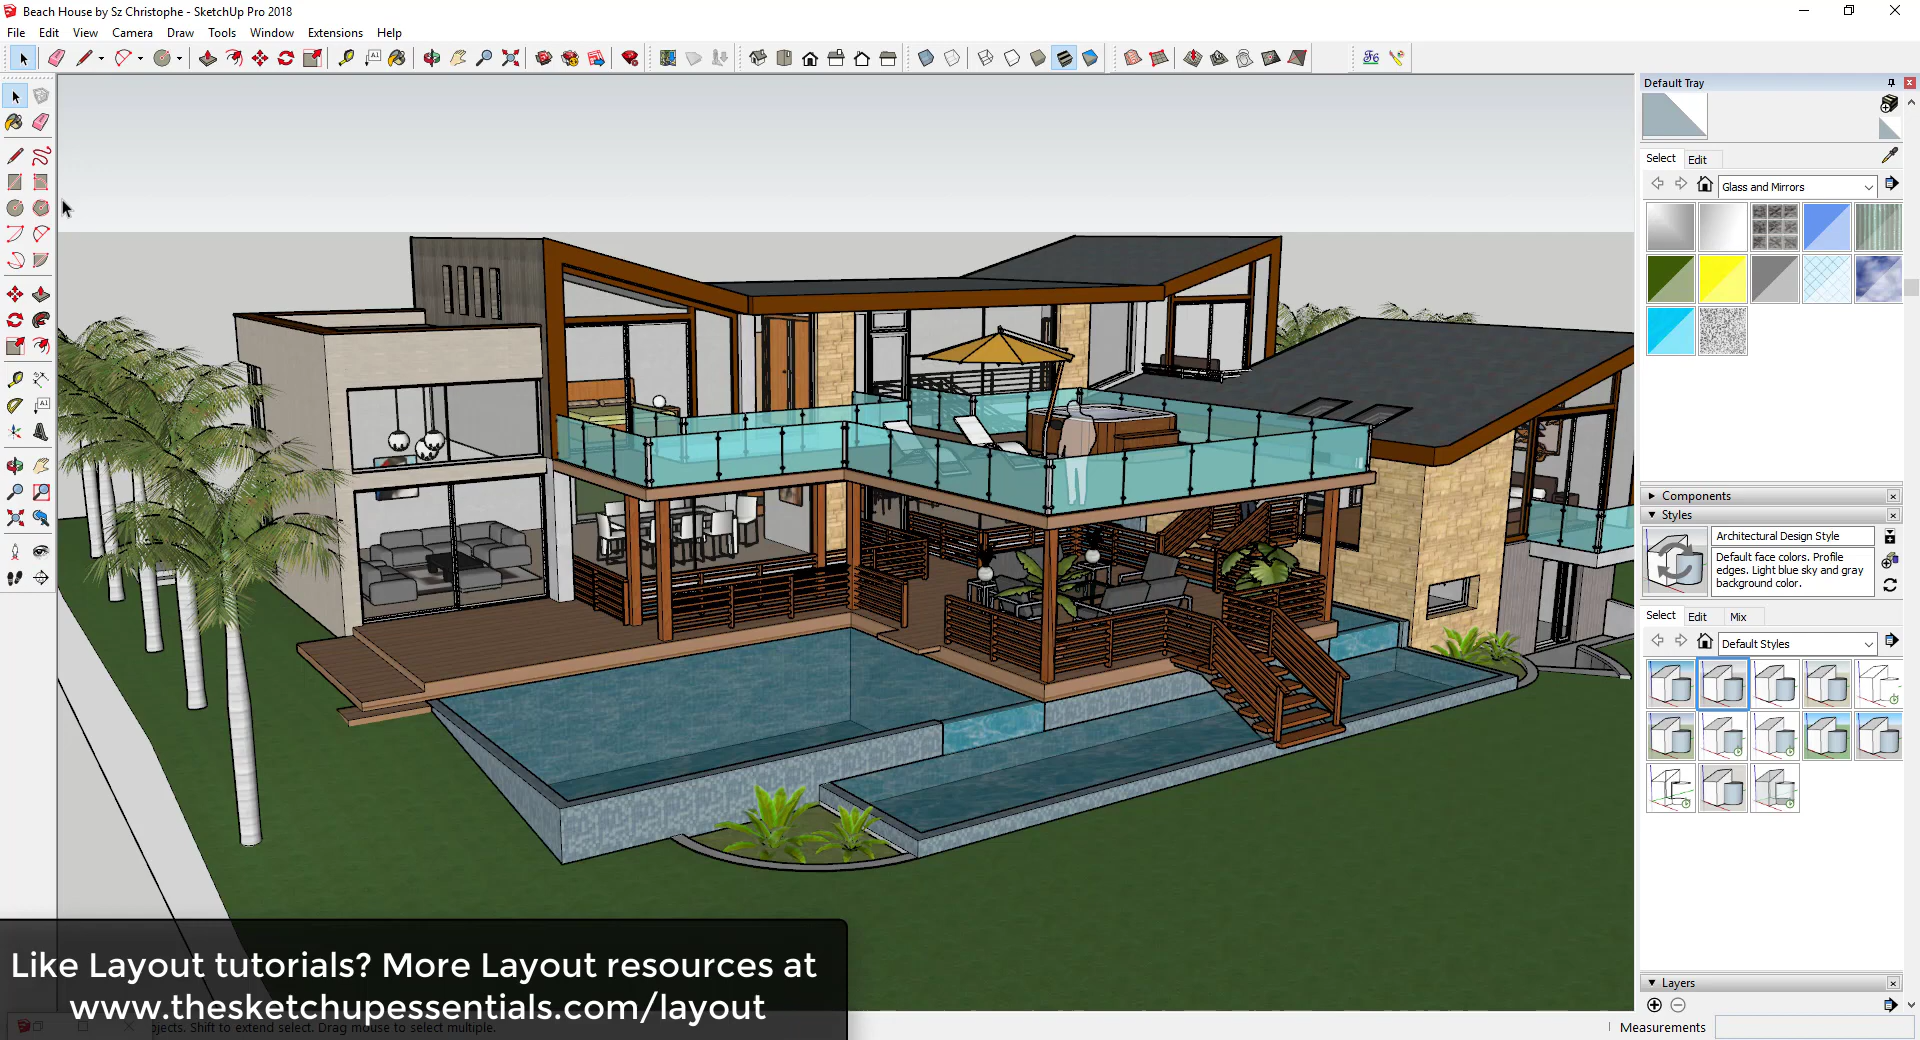 Beach House by Sz Christophe - SketchUp Pro 2018
File Edit View Camera Draw Tools Window Extensions Help
Default Tray
Select Edit
Glass and Mirrors
Components
Styles
Architectural Design Style
Default face colors. Profile
edges. Light blue sky and gray
background color.
Select Edit Mix
Default Styles
Layers
Like Layout tutorials? More Layout resources at
www.thesketchupessentials.com/layout
Shift to extend select. Drag mouse to select multiple.
Measurements